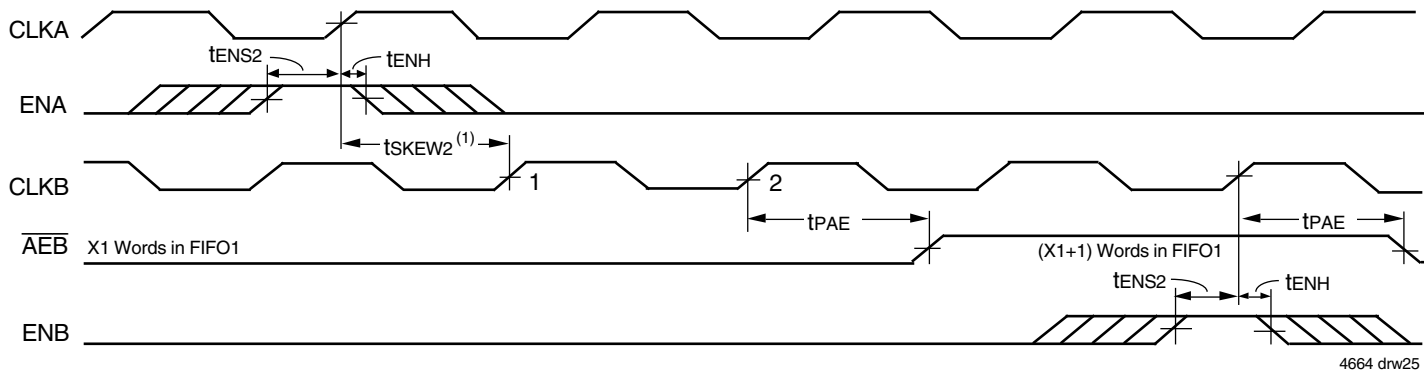 CLKA
tENS2
tENH
ENA
tSKEW2 (1)
CLKB
1
2
tPAE
tPAE
AEB
X1 Words in FIFO1
(X1+1) Words in FIFO1
tENS2
tENH
ENB
4664 drw25